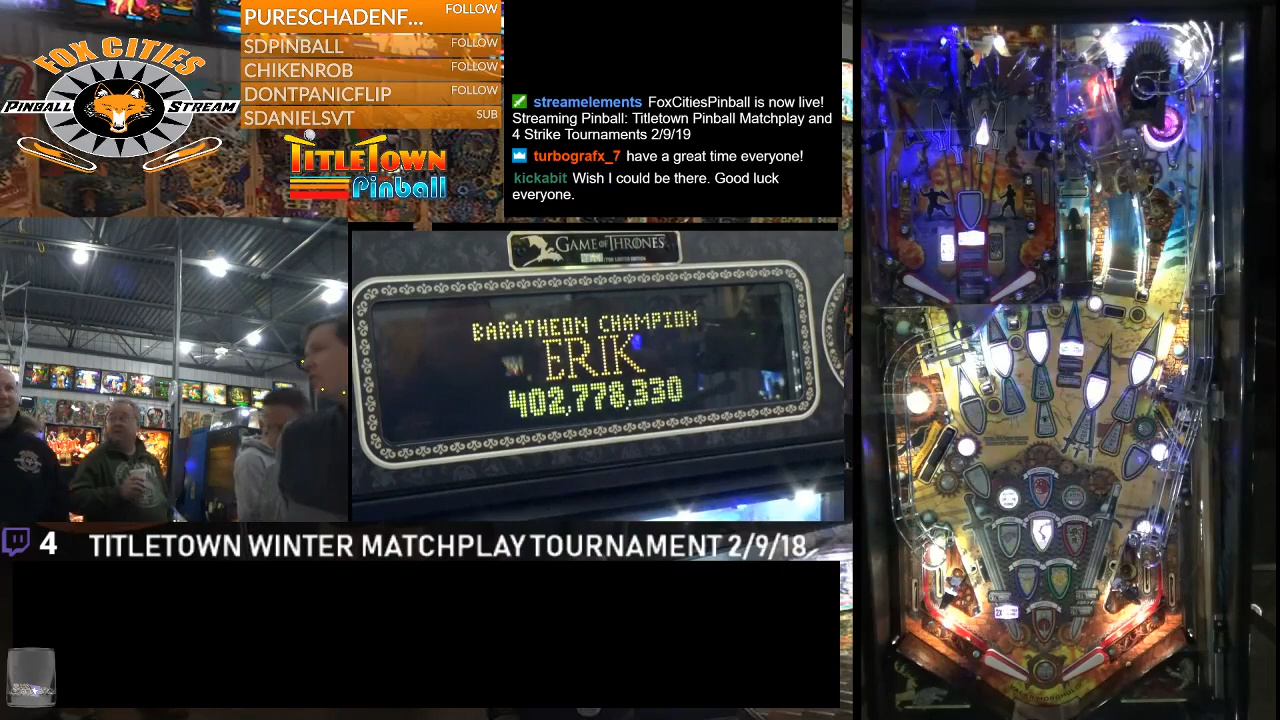 FOX CITIES
PINBALL STREAM
PURESCHADENF... FOLLOW
SDPINBALL FOLLOW
CHIKENROB FOLLOW
DONTPANICFLIP FOLLOW
SDANIELSVT SUB
TITLETOWN
Pinball
streamelements FoxCitiesPinball is now live!
Streaming Pinball: Titletown Pinball Matchplay and
4 Strike Tournaments 2/9/19
turbografx_7 have a great time everyone!
kickabit Wish I could be there. Good luck
everyone.
GAME OF THRONES
BARATHEON CHAMPION
ERIK
402,778,330
4 TITLETOWN WINTER MATCHPLAY TOURNAMENT 2/9/18
2X